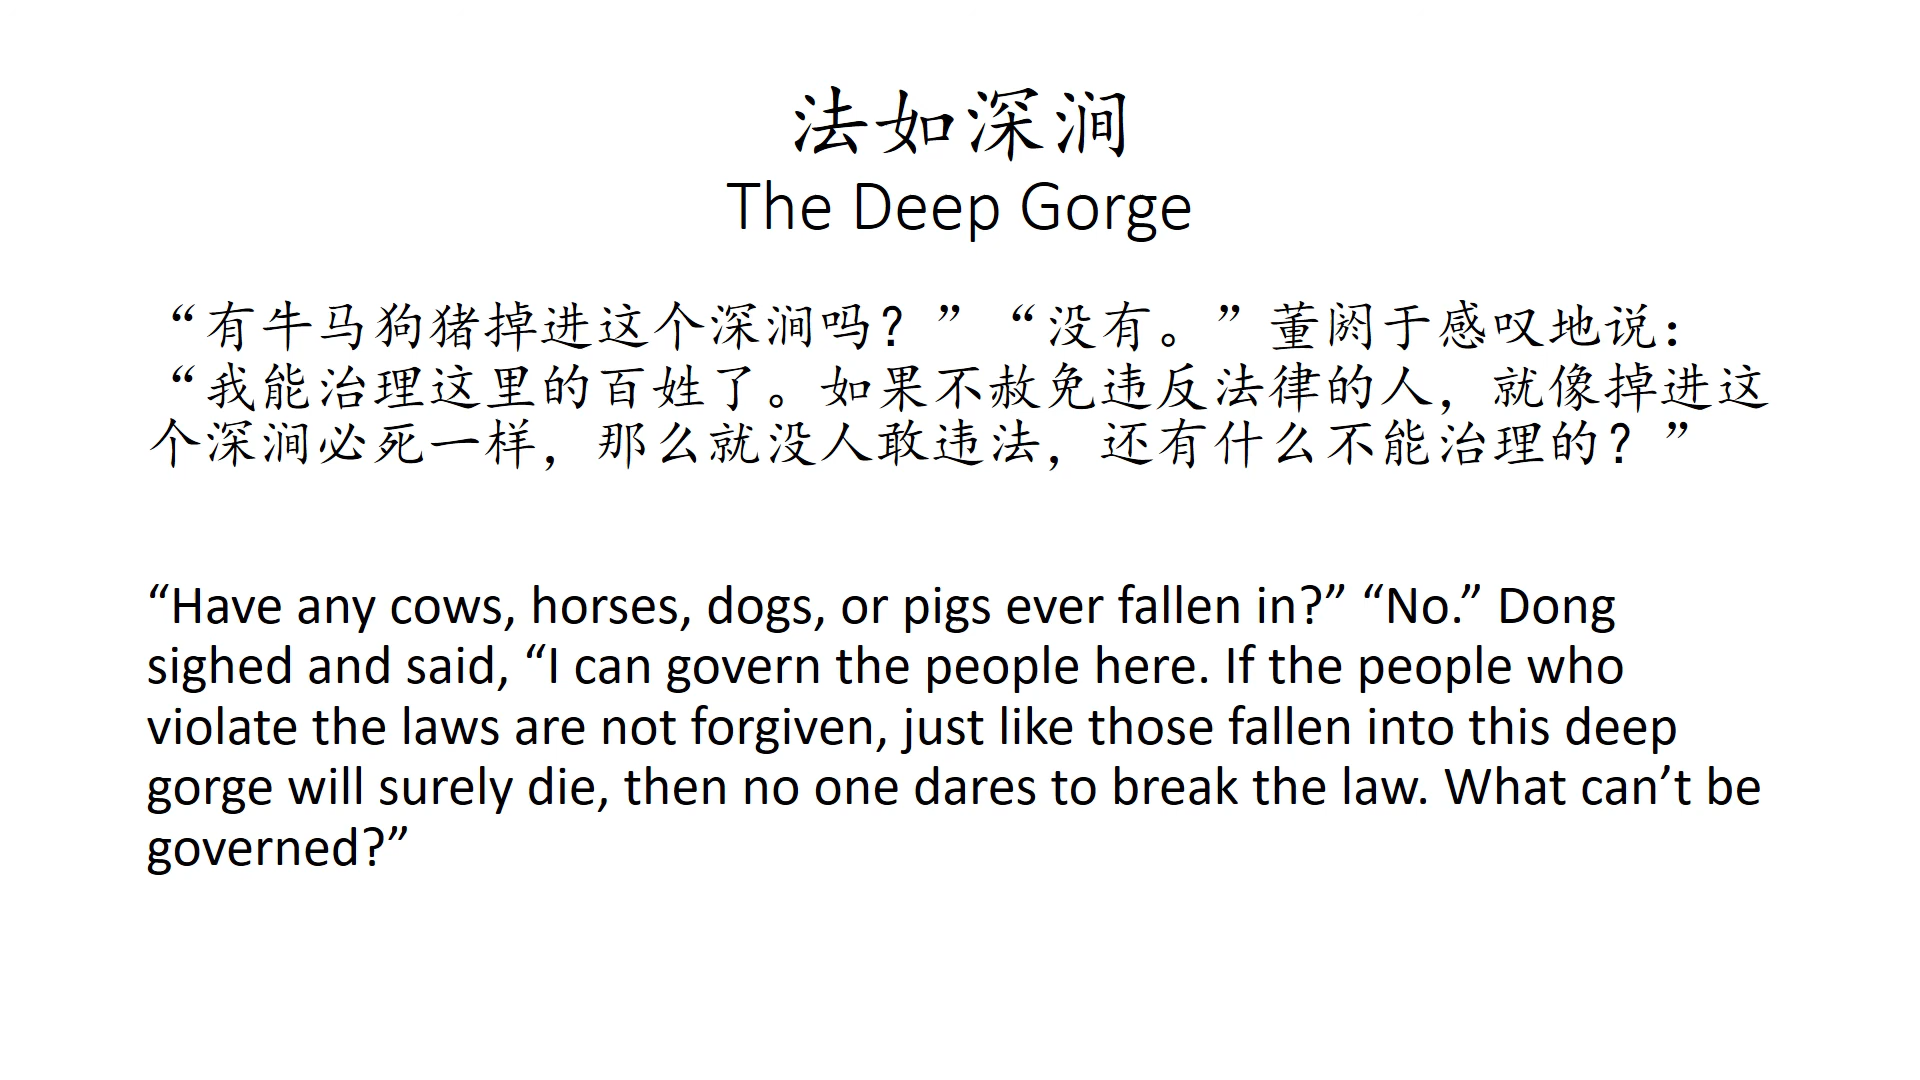 法如深涧
The Deep Gorge
“有牛马狗猪掉进这个深涧吗？”“没有。”董阏于感叹地说：
“我能治理这里的百姓了。如果不赦免违反法律的人，就像掉进这
个深涧必死一样，那么就没人敢违法，还有什么不能治理的？”
“Have any cows, horses, dogs, or pigs ever fallen in?” “No.” Dong
sighed and said, “I can govern the people here. If the people who
violate the laws are not forgiven, just like those fallen into this deep
gorge will surely die, then no one dares to break the law. What can’t be
governed?”